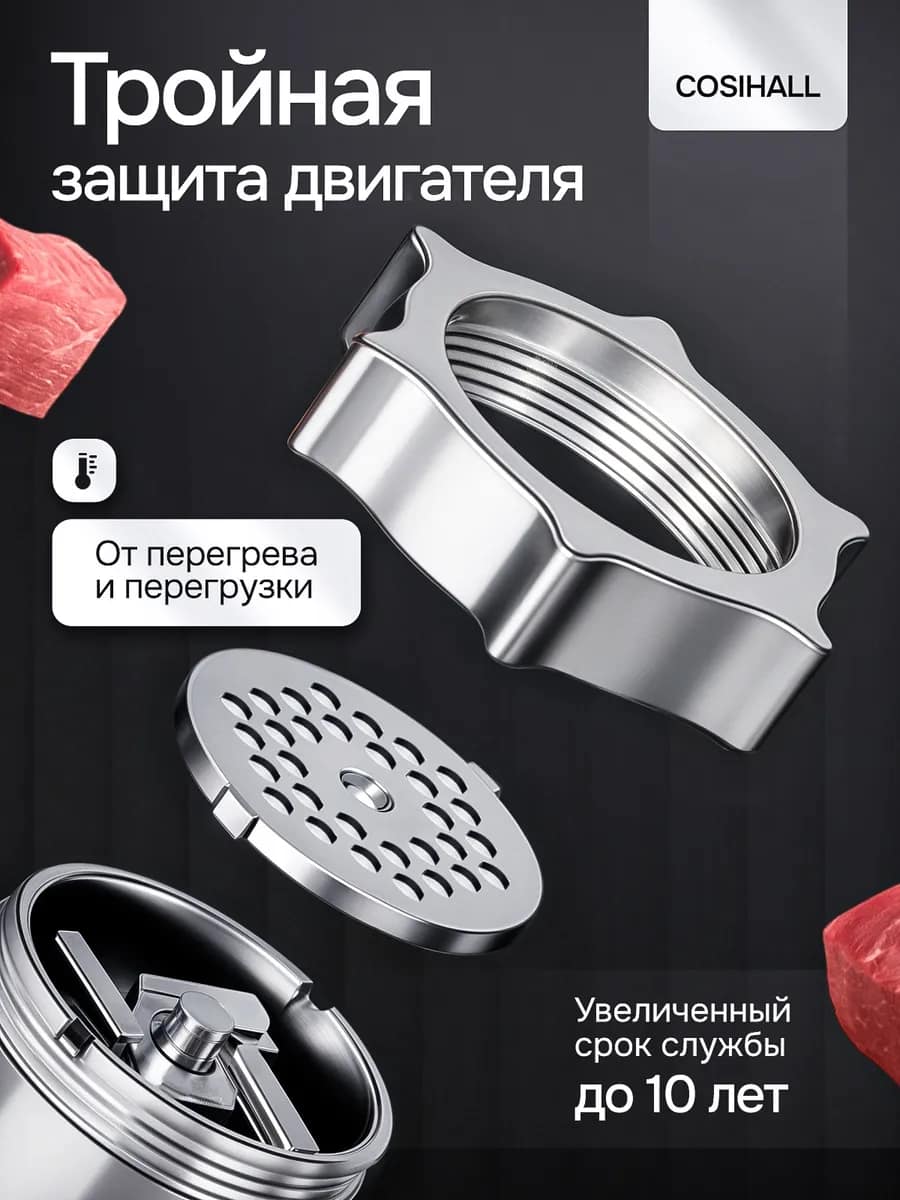 COSIHALL
Тройная
защита двигателя
От перегрева
и перегрузки
Увеличенный
срок службы
до 10 лет